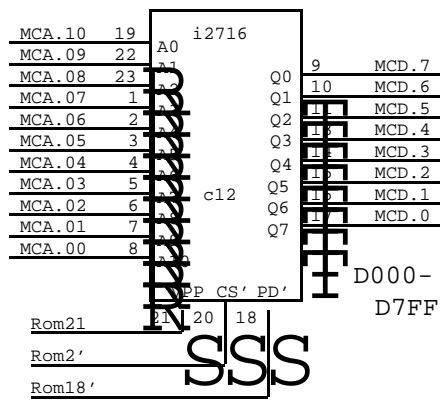 MCA.10 19 A0 i2716
MCA.09 22 A1
MCA.08 23 Q0 9 MCD.7
MCA.07 1 Q1 10 MCD.6
MCA.06 2 Q2 MCD.5
MCA.05 3 Q3 MCD.4
MCA.04 4 Q4 MCD.3
MCA.03 5 c12 Q5 MCD.2
MCA.02 6 Q6 MCD.1
MCA.01 7 Q7 MCD.0
MCA.00 8
D000-
D7FF
CS' PD'
Rom21 21 20 18
Rom2' SSS
Rom18'